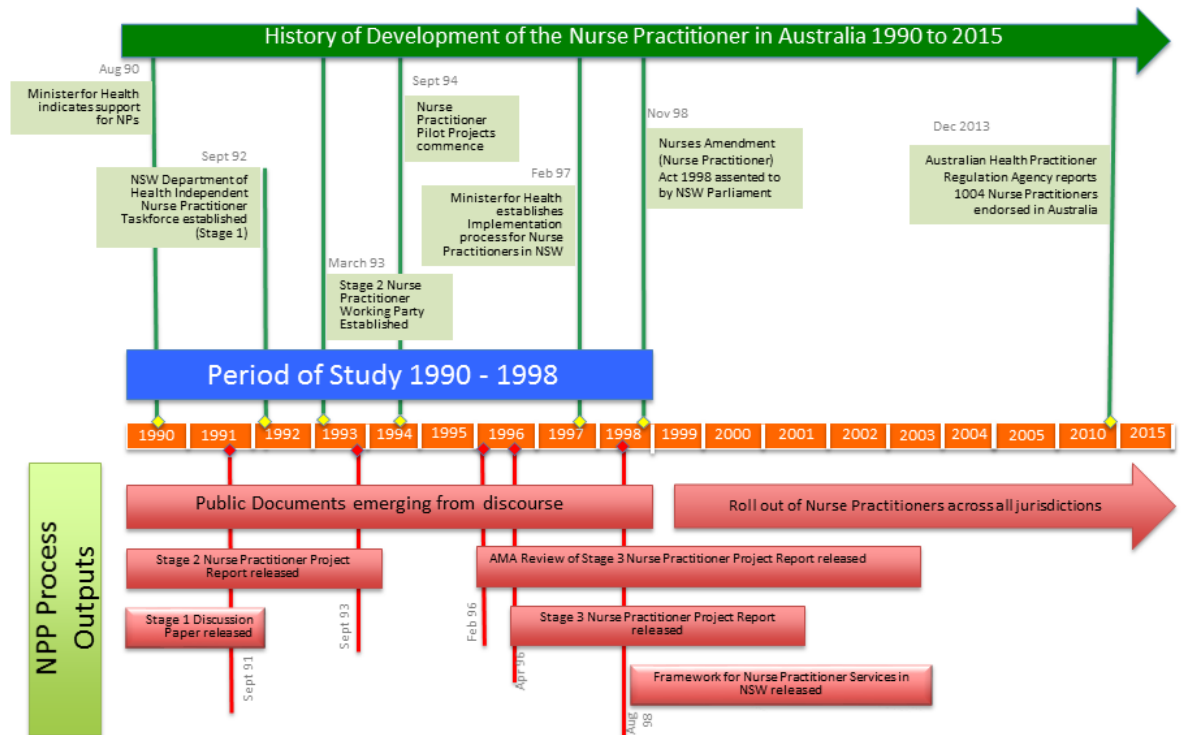 History of Development of the Nurse Practitioner in Australia 1990 to 2015
Aug 90
Minister for Health
indicates support
for NPs
Sept 92
NSW Department of
Health Independent
Nurse Practitioner
Taskforce established
(Stage 1)
March 93
Stage 2 Nurse
Practitioner
Working Party
Established
Sept 94
Nurse
Practitioner
Pilot Projects
commence
Feb 97
Minister for Health
establishes
Implementation
process for Nurse
Practitioners in NSW
Nov 98
Nurses Amendment
(Nurse Practitioner)
Act 1998 assented to
by NSW Parliament
Dec 2013
Australian Health Practitioner
Regulation Agency reports
1004 Nurse Practitioners
endorsed in Australia
Period of Study 1990 - 1998
1990 1991 1992 1993 1994 1995 1996 1997 1998 1999 2000 2001 2002 2003 2004 2005 2010 2015
NPP Process
Outputs
Public Documents emerging from discourse
Roll out of Nurse Practitioners across all jurisdictions
Stage 2 Nurse Practitioner Project
Report released
AMA Review of Stage 3 Nurse Practitioner Project Report released
Stage 1 Discussion
Paper released
Sept 93
Feb 96
Stage 3 Nurse Practitioner Project Report
released
Sept 91
Apr 96
Framework for Nurse Practitioner Services in
NSW released
Aug
98